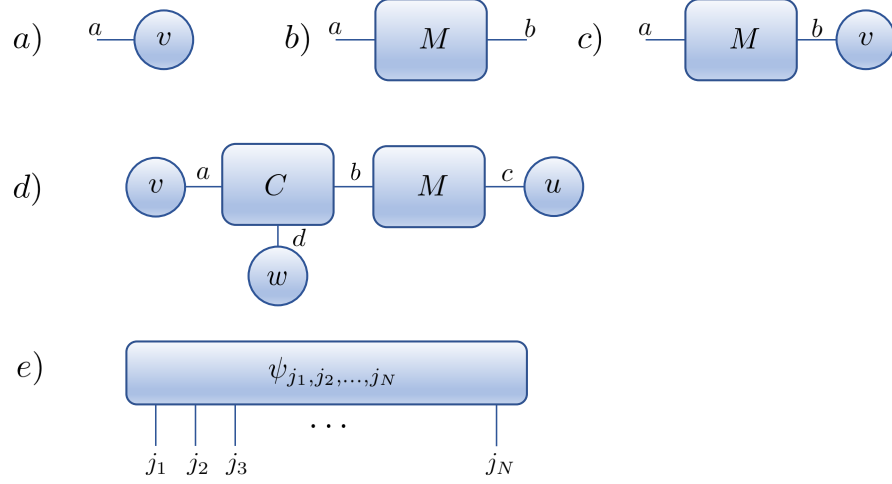 a) a v b) a M b c) a M b v
d) v a C b M c u
d
w
e) ψ_{j_1,j_2,...,j_N}
...
j_1 j_2 j_3 j_N